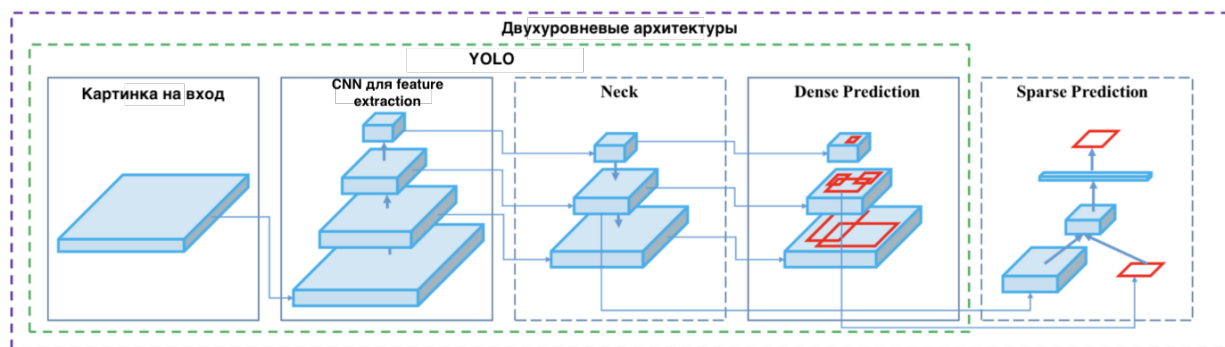 Двухуровневые архитектуры
YOLO
Картинка на вход
CNN для feature
extraction
Neck
Dense Prediction
Sparse Prediction